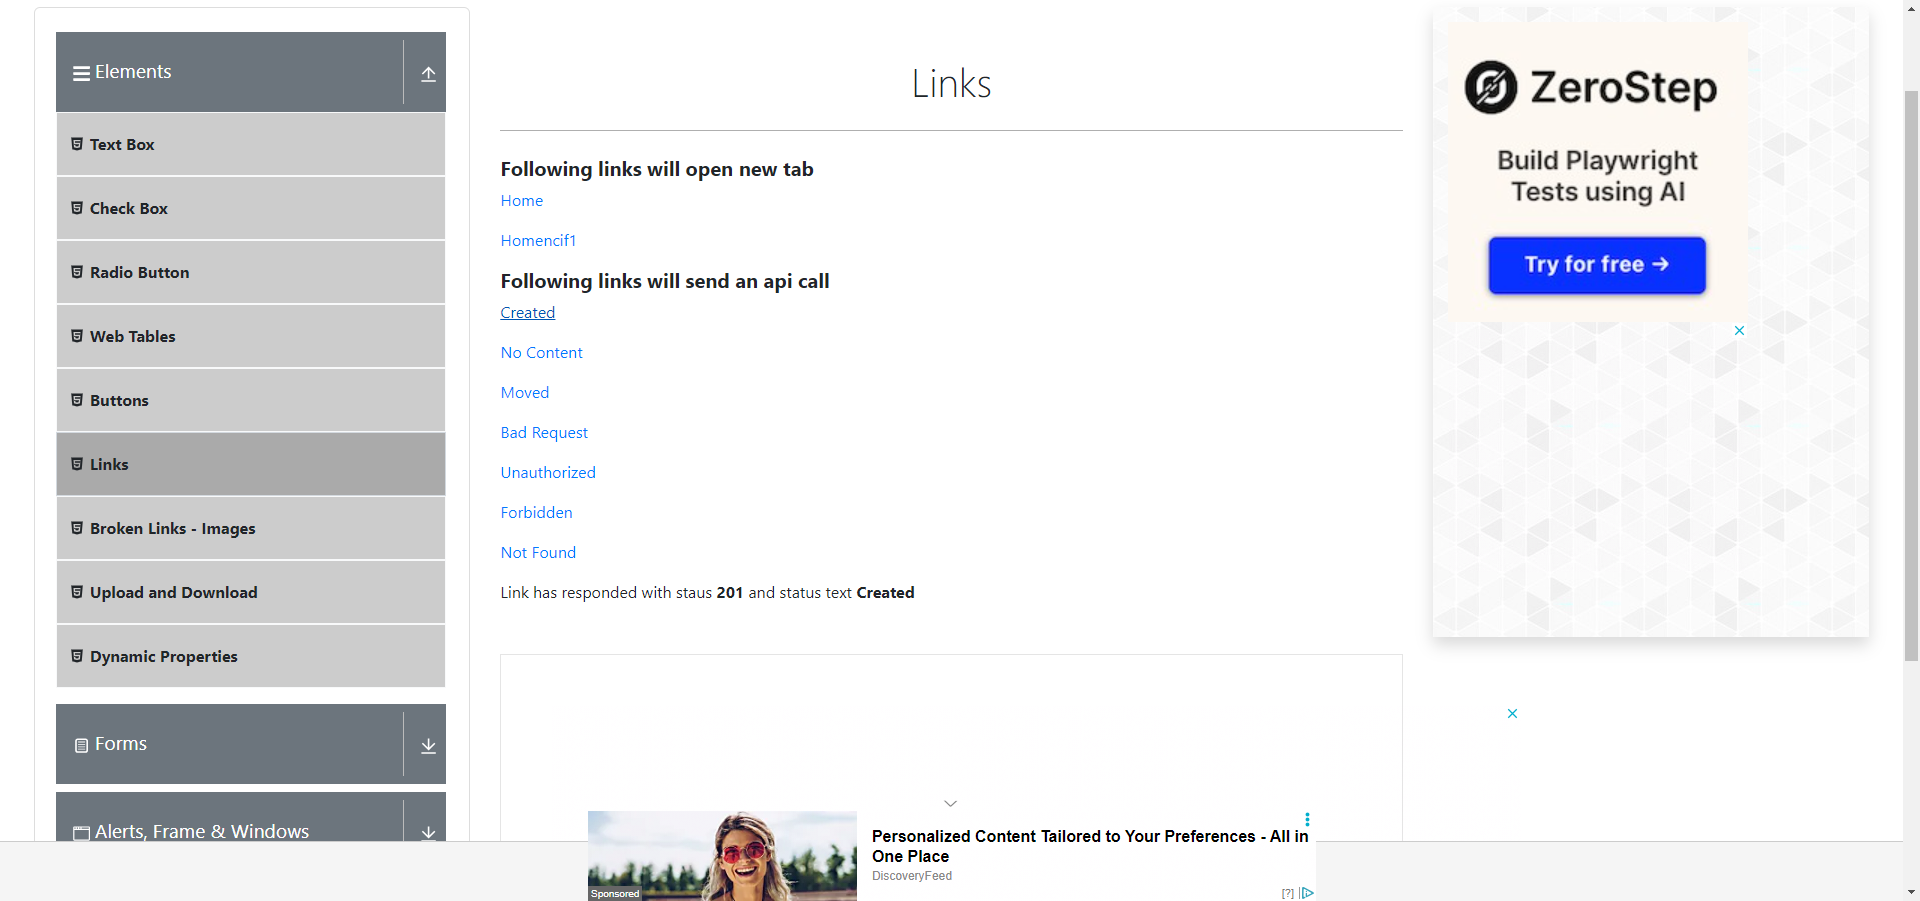 Elements
Text Box
Check Box
Radio Button
Web Tables
Buttons
Links
Broken Links - Images
Upload and Download
Dynamic Properties
Forms
Alerts, Frame & Windows
Links
Following links will open new tab
Home
Homencif1
Following links will send an api call
Created
No Content
Moved
Bad Request
Unauthorized
Forbidden
Not Found
Link has responded with staus 201 and status text Created
ZeroStep
Build Playwright
Tests using AI
Try for free →
Sponsored
Personalized Content Tailored to Your Preferences - All in
One Place
DiscoveryFeed
[?]